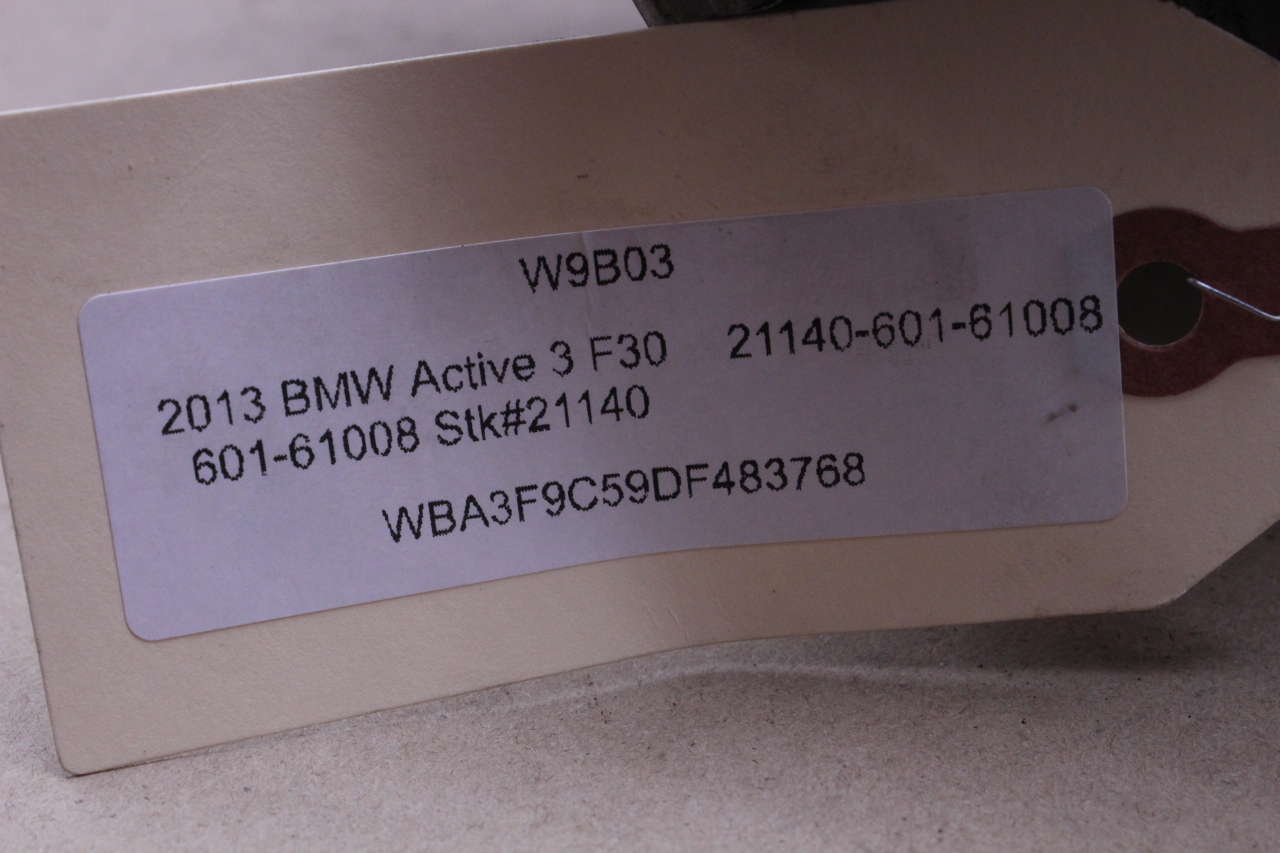 W9B03
2013 BMW Active 3 F30 21140-601-61008
601-61008 Stk#21140
WBA3F9C59DF483768